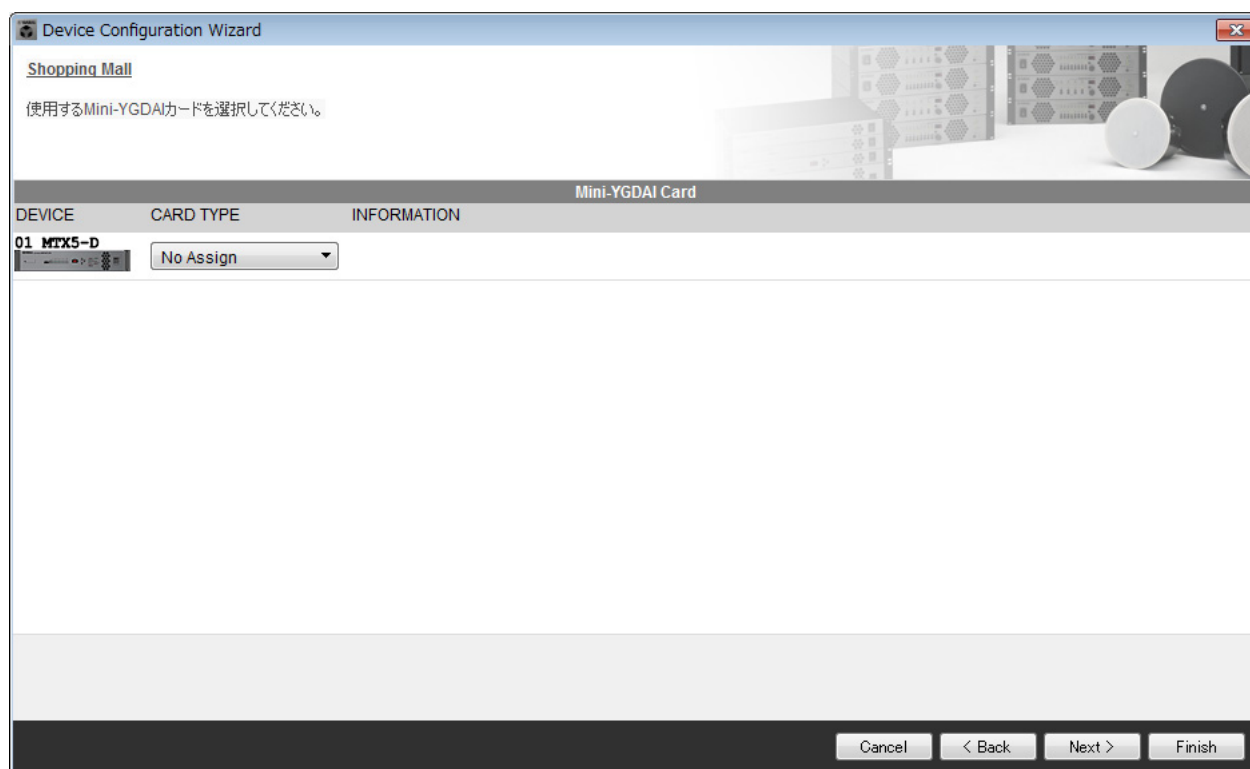 Device Configuration Wizard
Shopping Mall
使用するMini-YGDAIカードを選択してください。
Mini-YGDAI Card
DEVICE CARD TYPE INFORMATION
01 MTX5-D
No Assign
Cancel < Back Next > Finish